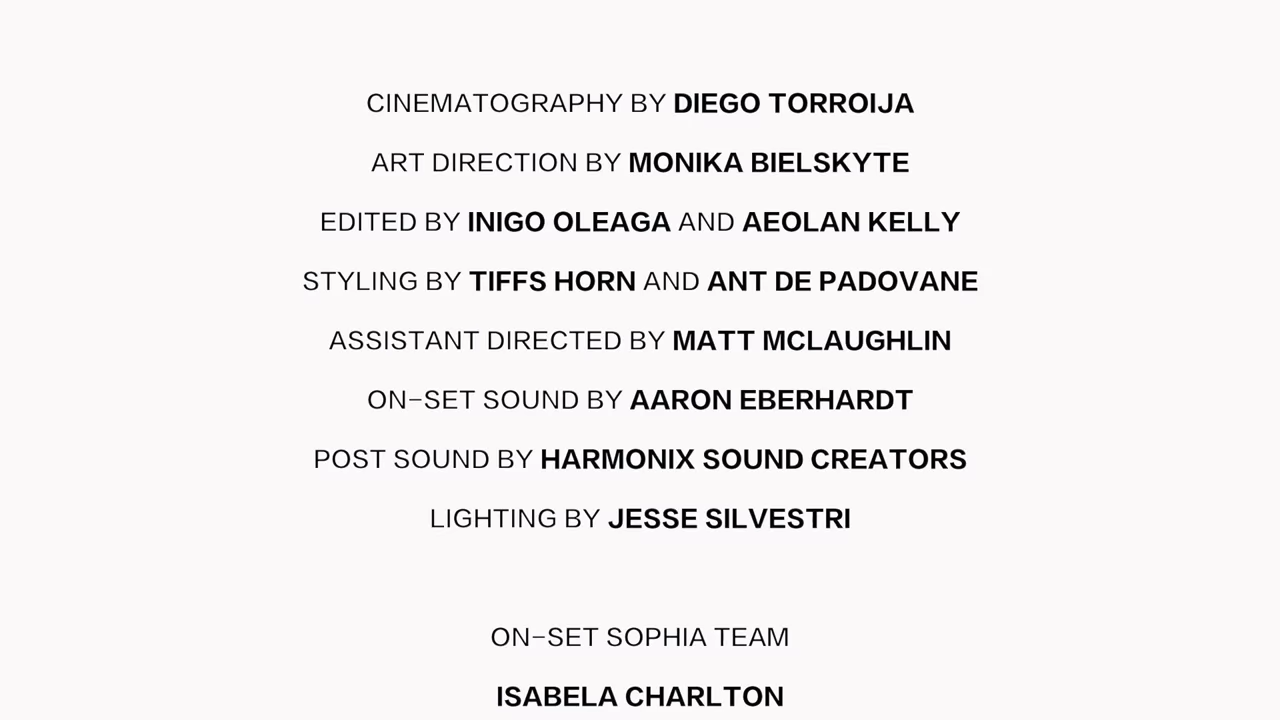 CINEMATOGRAPHY BY DIEGO TORROIJA
ART DIRECTION BY MONIKA BIELSKYTE
EDITED BY INIGO OLEAGA AND AEOLAN KELLY
STYLING BY TIFFS HORN AND ANT DE PADOVANE
ASSISTANT DIRECTED BY MATT MCLAUGHLIN
ON-SET SOUND BY AARON EBERHARDT
POST SOUND BY HARMONIX SOUND CREATORS
LIGHTING BY JESSE SILVESTRI
ON-SET SOPHIA TEAM
ISABELA CHARLTON